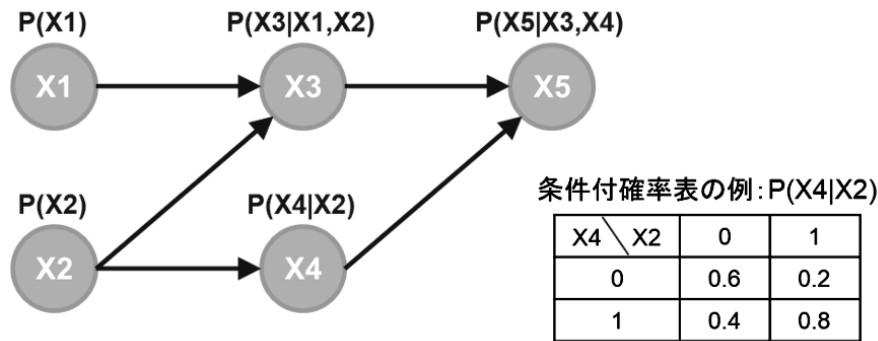 P(X1) P(X3|X1,X2) P(X5|X3,X4)
X1 X3 X5
P(X2) P(X4|X2)
X2 X4
条件付確率表の例:P(X4|X2)
X4 X2 0 1
0 0.6 0.2
1 0.4 0.8